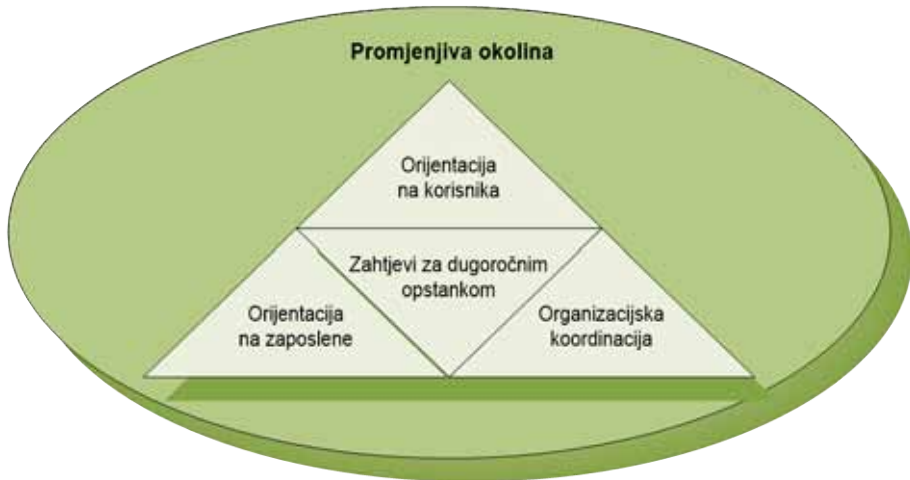 Promjenjiva okolina
Orijentacija
na korisnika
Zahtjevi za dugoročnim
opstankom
Orijentacija
na zaposlene
Organizacijska
koordinacija